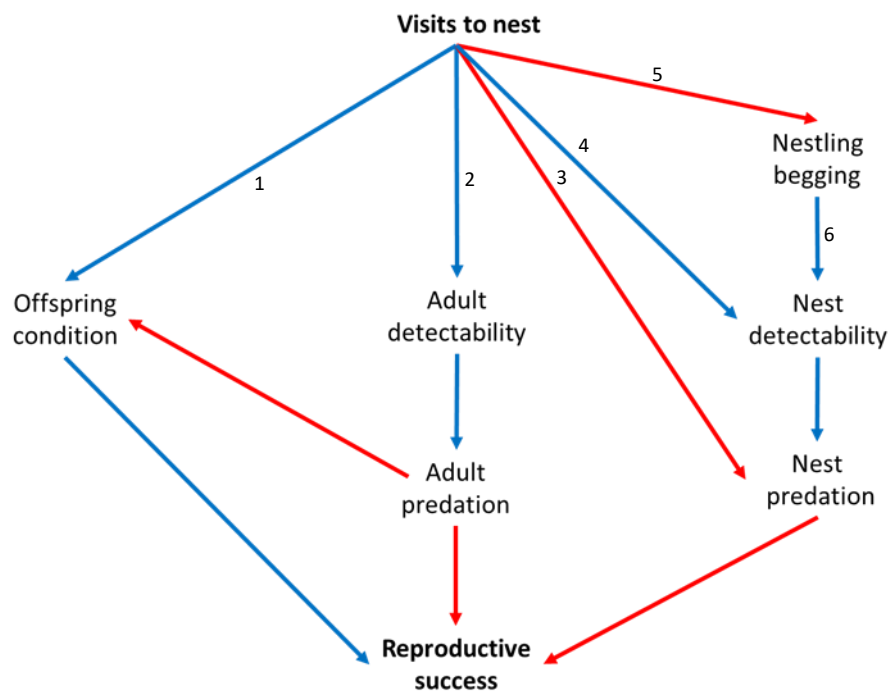 Visits to nest
5
Nestling
begging
4
3
2
1
6
Offspring
condition
Adult
detectability
Nest
detectability
Adult
predation
Nest
predation
Reproductive
success